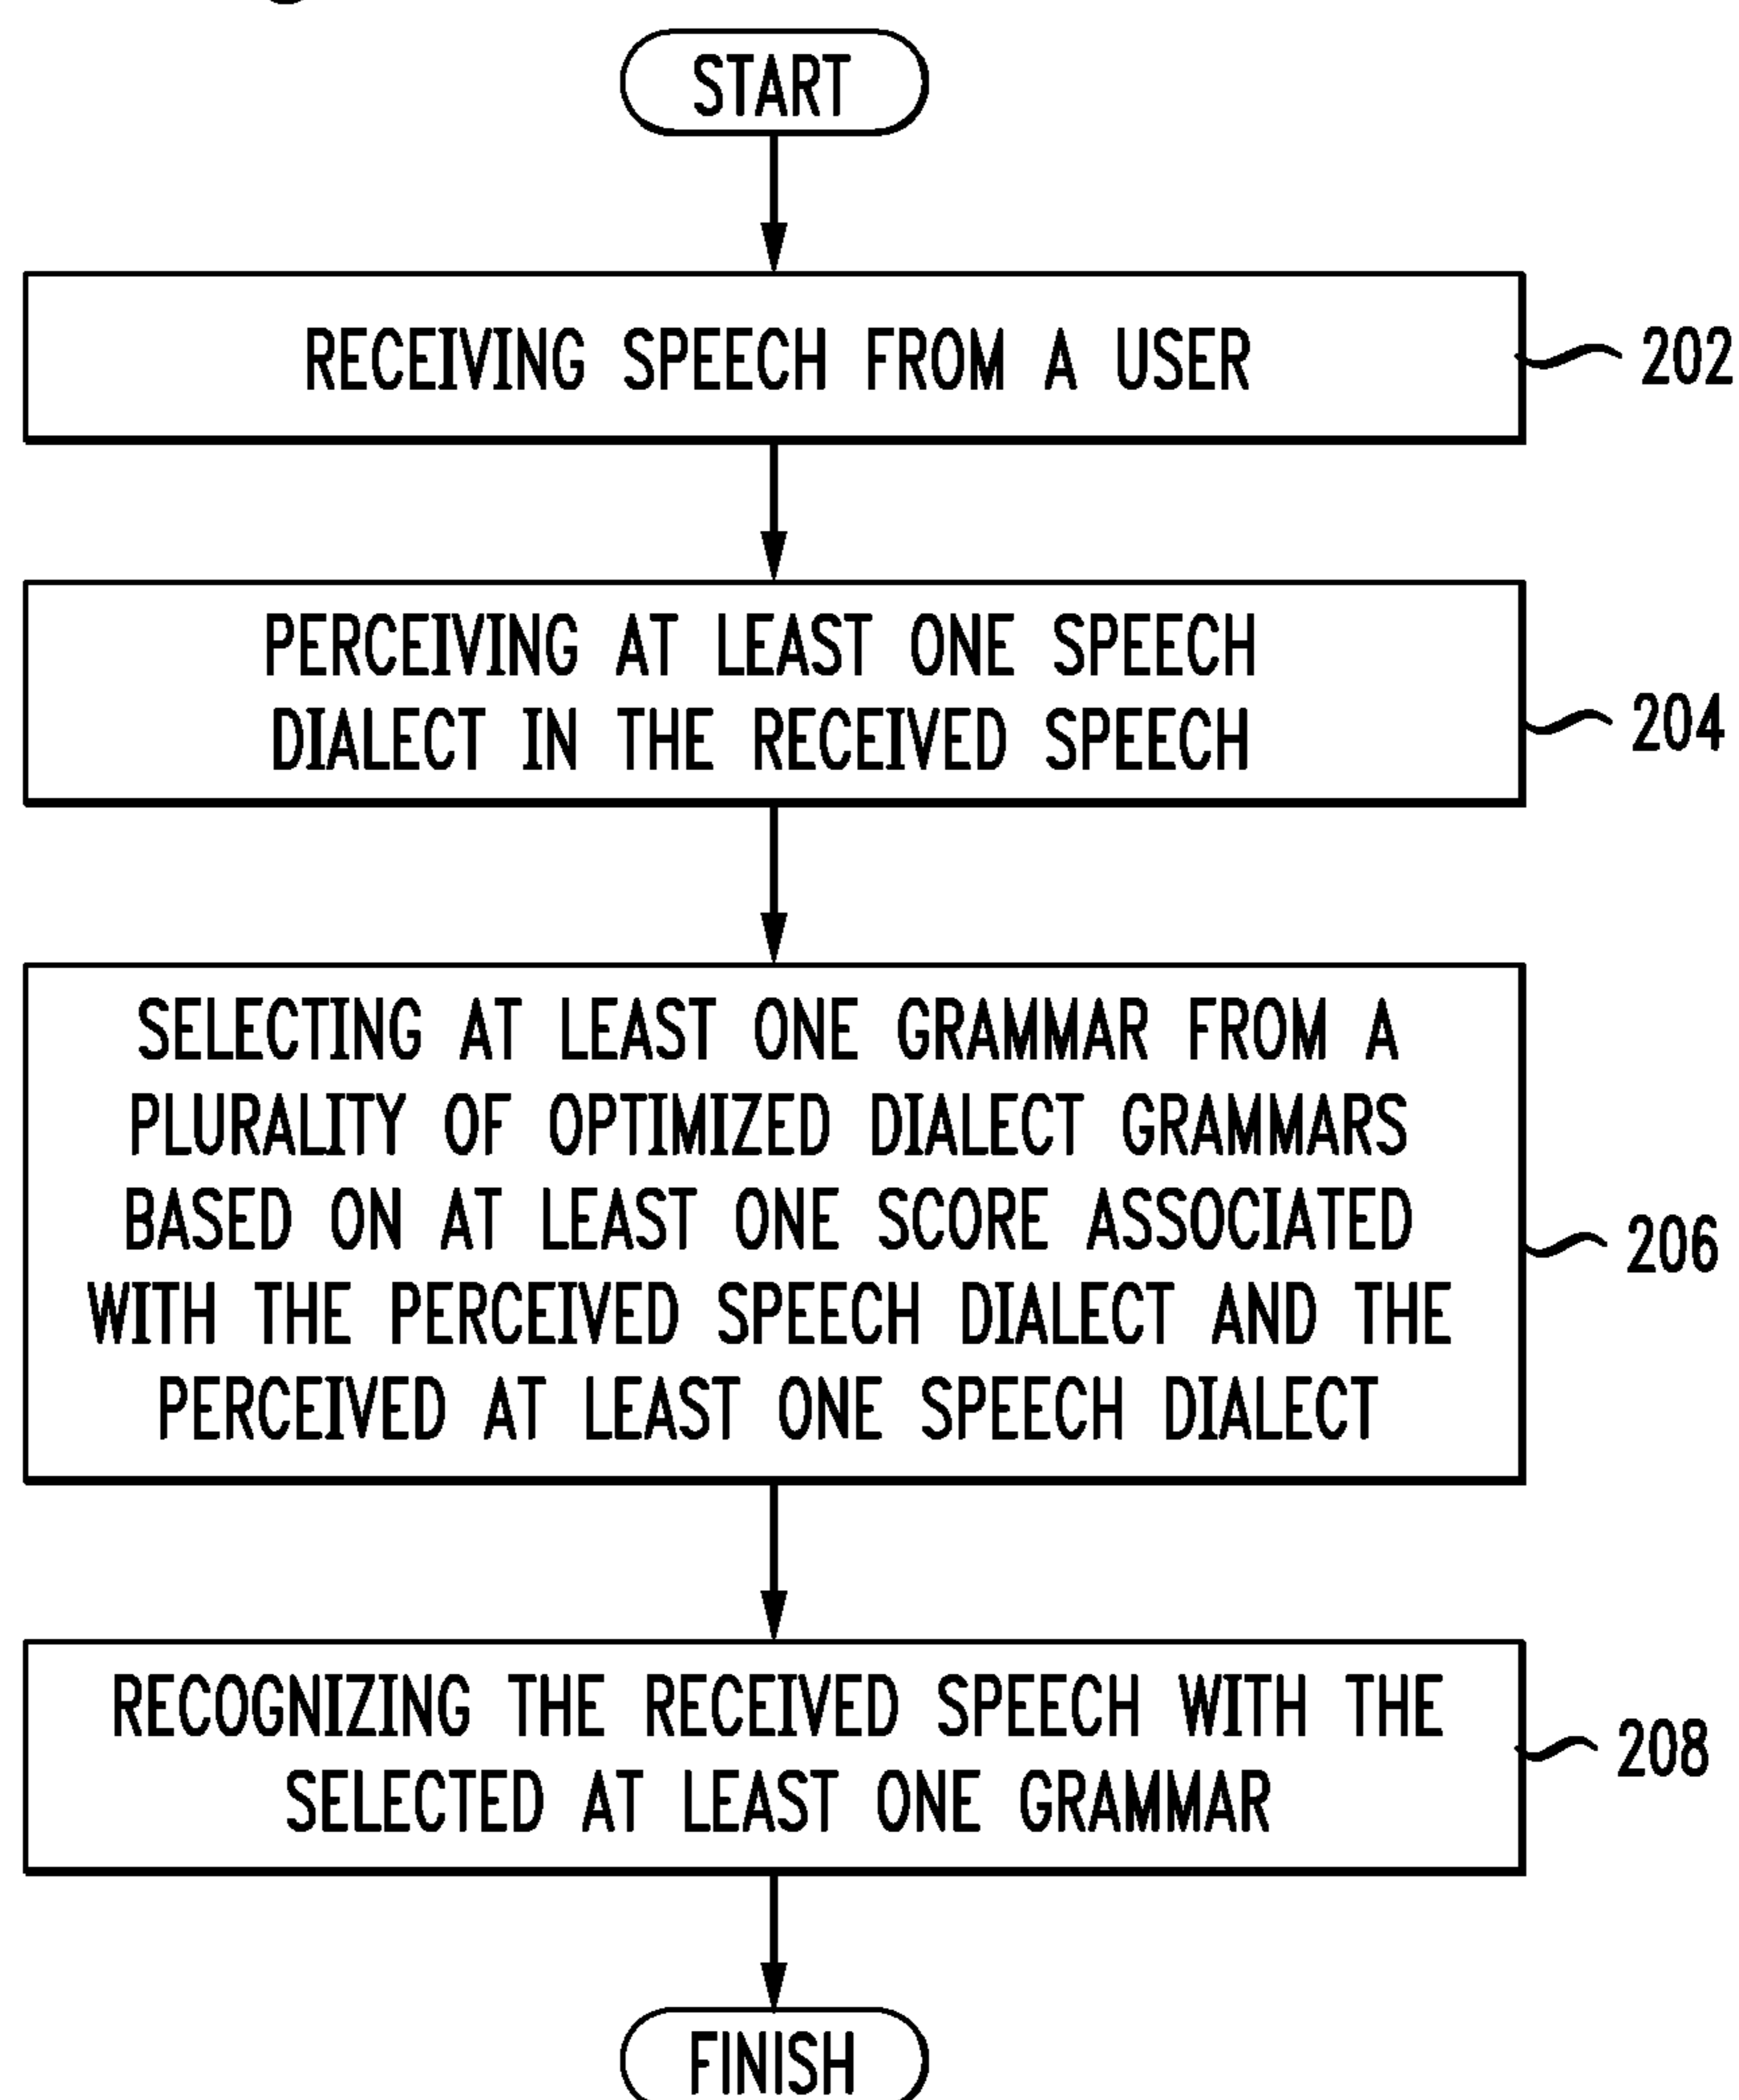 START
RECEIVING SPEECH FROM A USER
202
PERCEIVING AT LEAST ONE SPEECH
DIALECT IN THE RECEIVED SPEECH
204
SELECTING AT LEAST ONE GRAMMAR FROM A
PLURALITY OF OPTIMIZED DIALECT GRAMMARS
BASED ON AT LEAST ONE SCORE ASSOCIATED
WITH THE PERCEIVED SPEECH DIALECT AND THE
PERCEIVED AT LEAST ONE SPEECH DIALECT
206
RECOGNIZING THE RECEIVED SPEECH WITH THE
SELECTED AT LEAST ONE GRAMMAR
208
FINISH